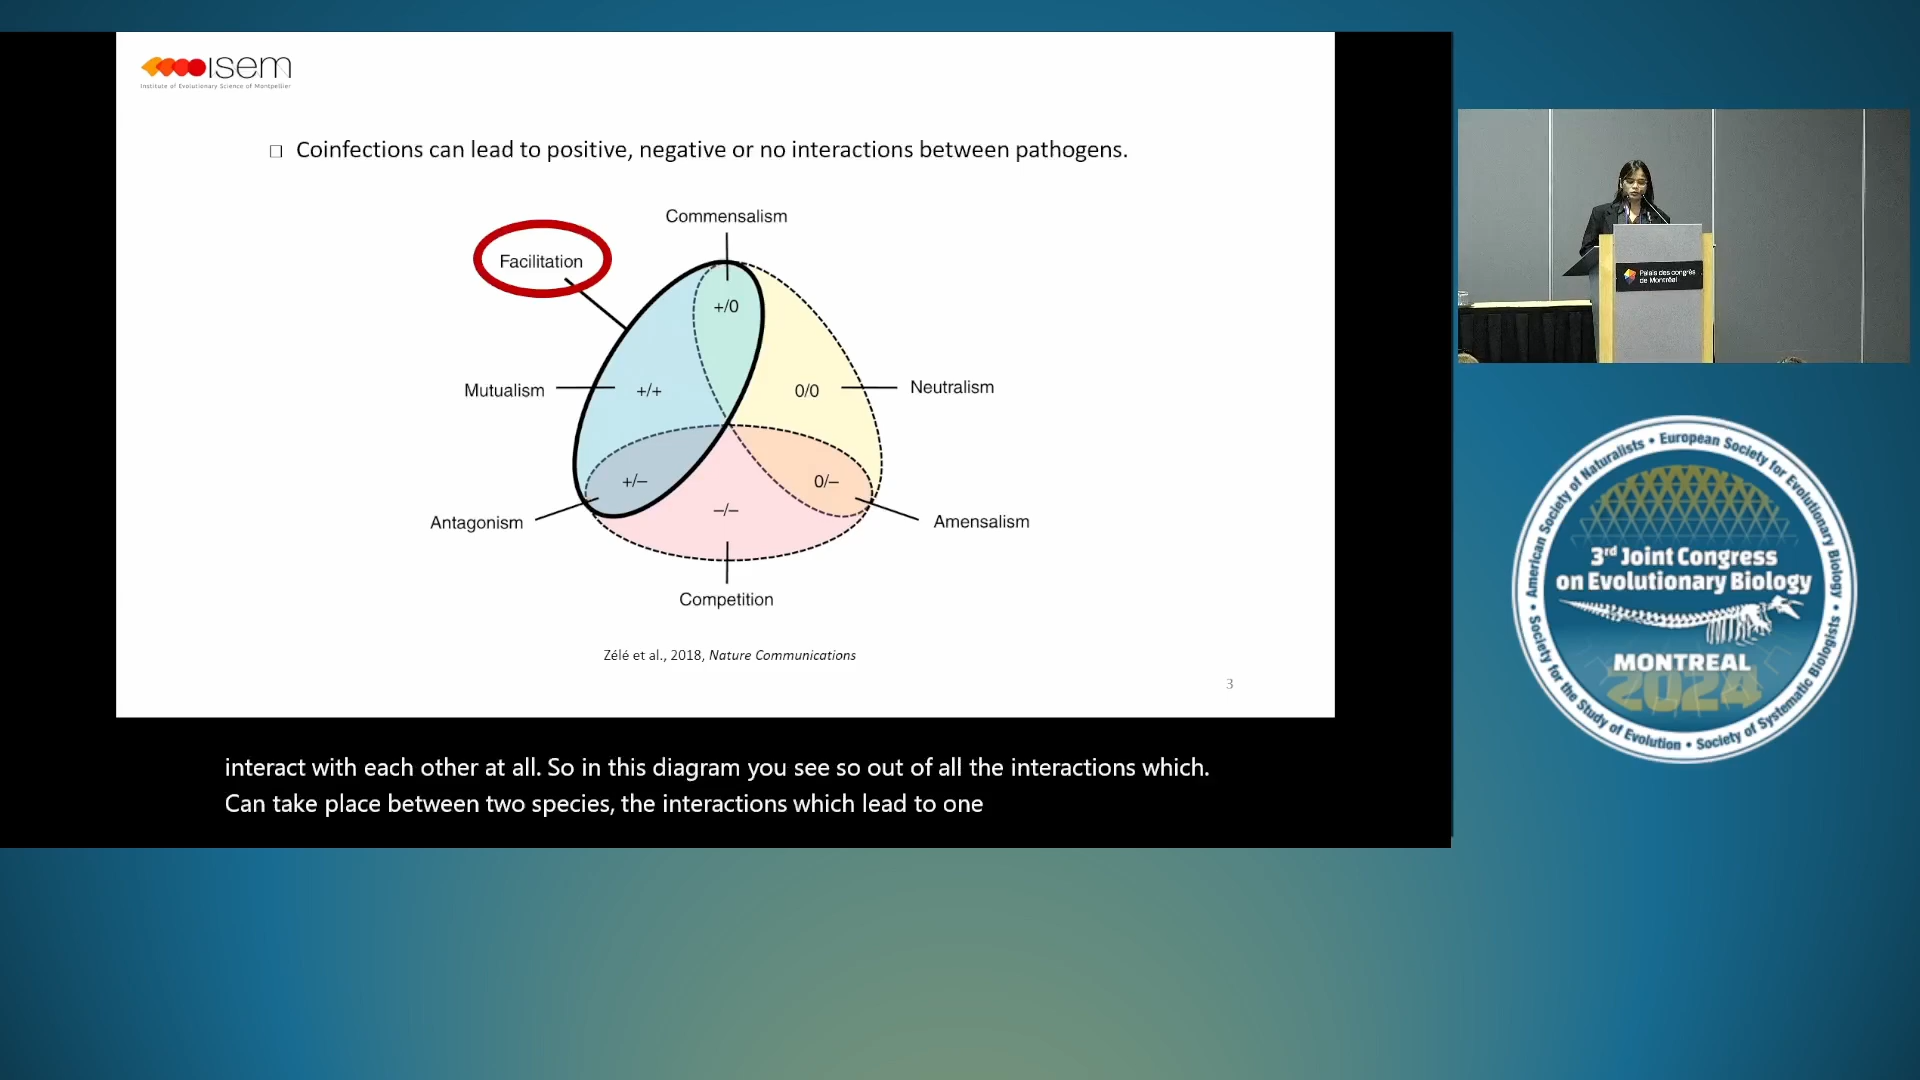 isem
Institute of Evolutionary Science of Montpellier
Coinfections can lead to positive, negative or no interactions between pathogens.
Commensalism
Facilitation
+/0
Mutualism
+/+
0/0
Neutralism
+/–
0/–
–/–
Antagonism
Amensalism
Competition
Zélé et al., 2018, Nature Communications
3
interact with each other at all. So in this diagram you see so out of all the interactions which.
Can take place between two species, the interactions which lead to one
Palais des congrès
de Montréal
American Society of Naturalists • European Society for Evolutionary Biology •
Society for the Study of Evolution • Society of Systematic Biologists •
3rd Joint Congress
on Evolutionary Biology
MONTREAL
2024